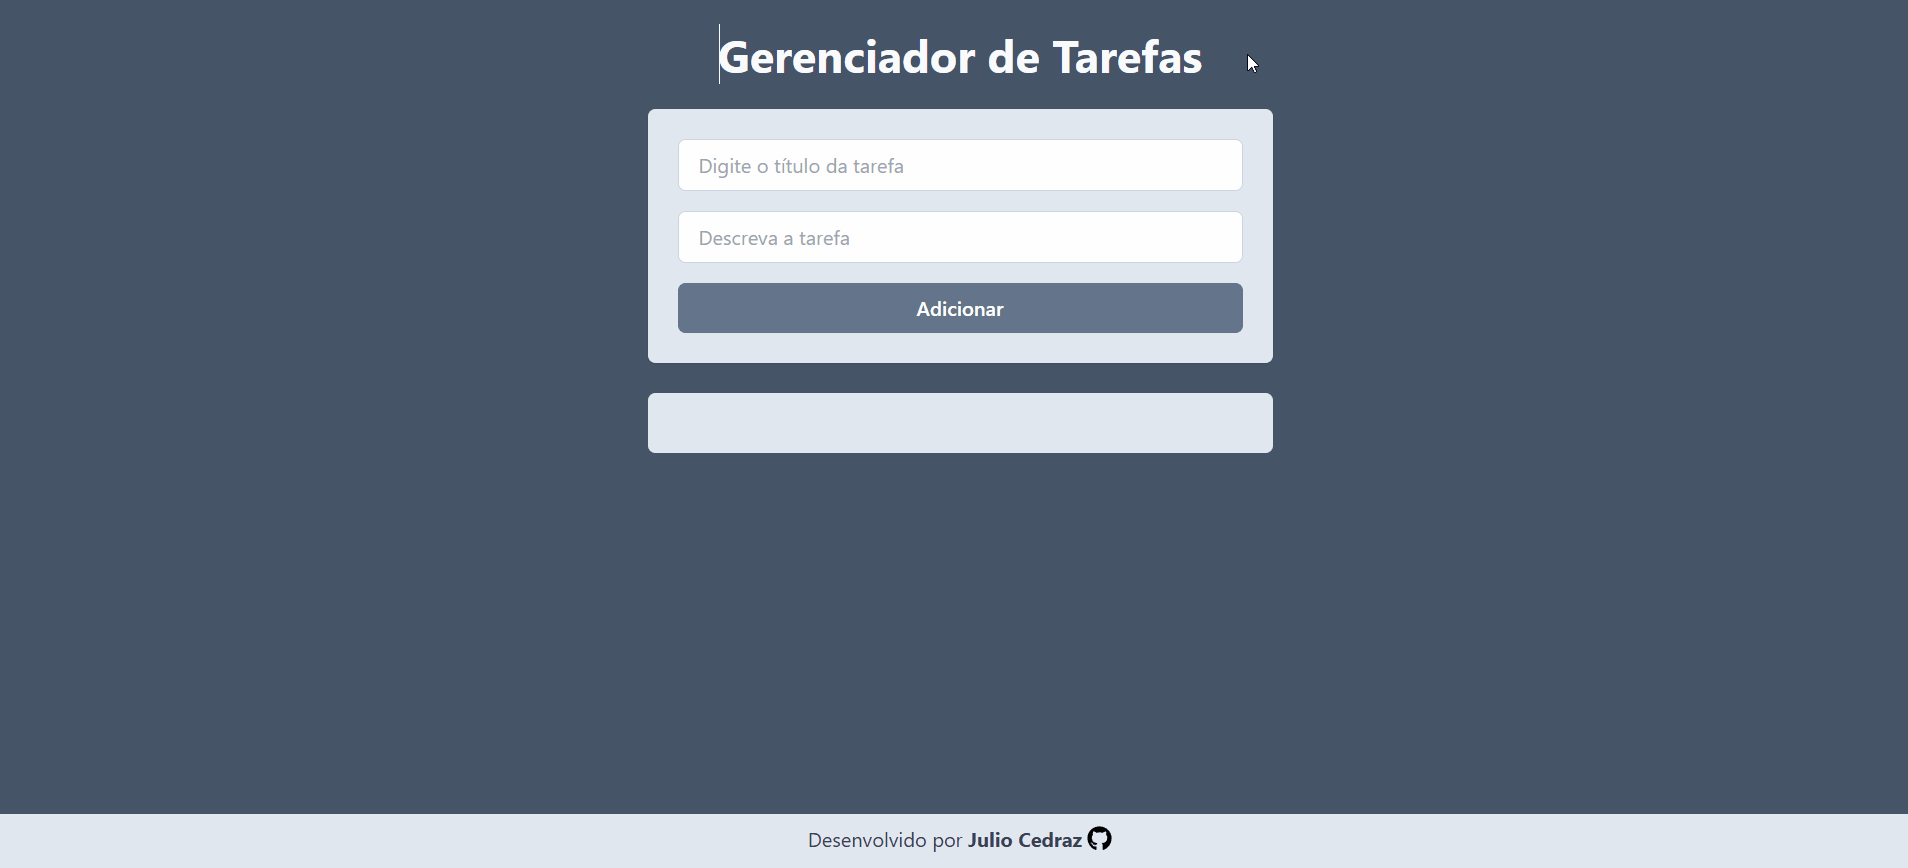 Gerenciador de Tarefas
Digite o título da tarefa
Descreva a tarefa
Adicionar
Desenvolvido por Julio Cedraz